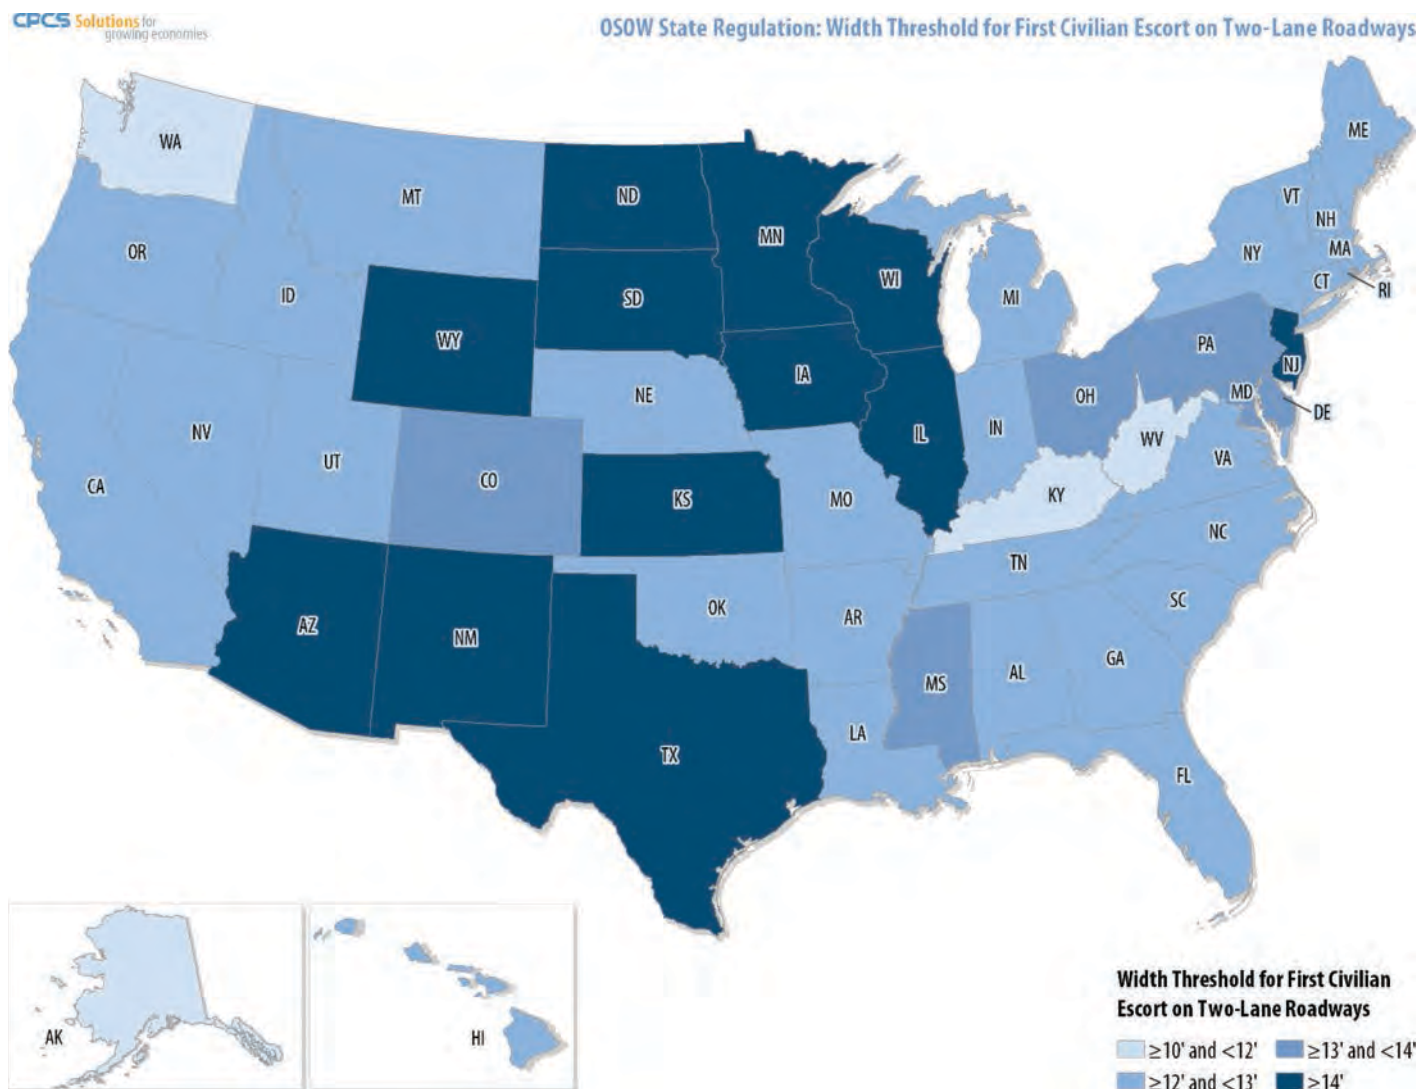 CPCS Solutions for
growing economies
OSOW State Regulation: Width Threshold for First Civilian Escort on Two-Lane Roadways
WA
MT
ND
MN
ME
VT
NH
OR
ID
SD
WI
MI
NY
MA
CT
RI
WY
IA
PA
NJ
NE
OH
MD
DE
NV
UT
CO
IL
IN
WV
VA
CA
KS
MO
KY
NC
AZ
NM
OK
AR
TN
SC
MS
AL
GA
TX
LA
FL
AK
HI
Width Threshold for First Civilian
Escort on Two-Lane Roadways
≥10' and <12'
≥13' and <14'
≥12' and <13'
≥14'